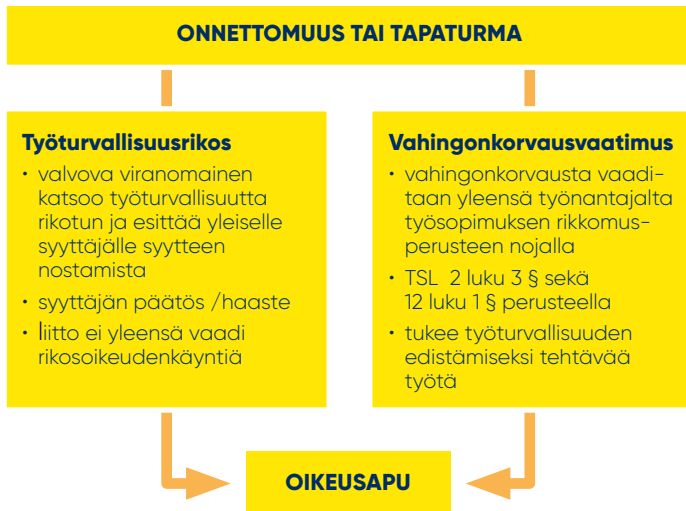 ONNETTOMUUS TAI TAPATURMA
Työturvallisuusrikos
• valvova viranomainen
katsoo työturvallisuutta
rikotun ja esittää yleiselle
syyttäjälle syytteen
nostamista
• syyttäjän päätös /haaste
• liitto ei yleensä vaadi
rikosoikeudenkäyntiä
Vahingonkorvausvaatimus
• vahingonkorvausta vaadi-
taan yleensä työnantajalta
työsopimuksen rikkomus-
perusteen nojalla
• TSL 2 luku 3 § sekä
12 luku 1 § perusteella
• tukee työturvallisuuden
edistämiseksi tehtävää
työtä
OIKEUSAPU